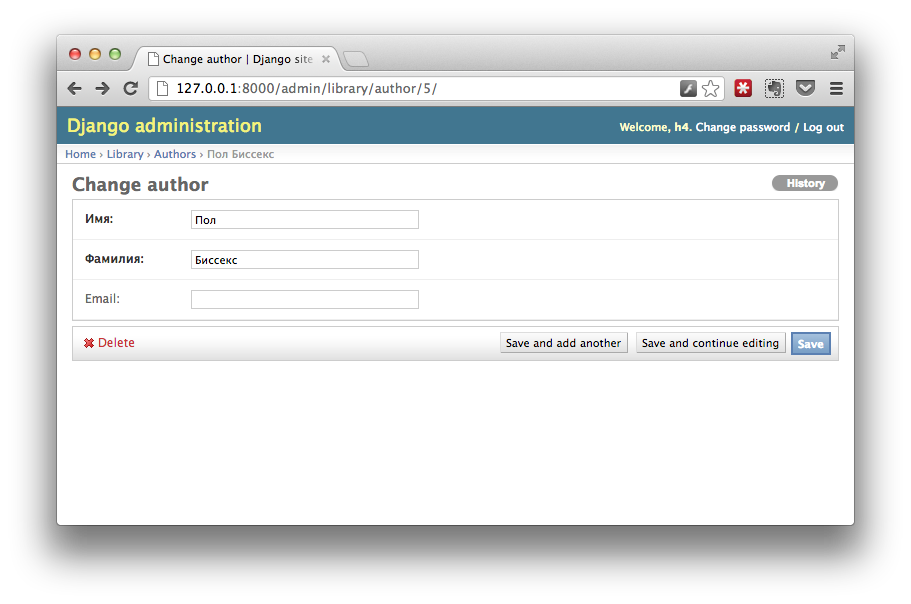 Change author | Django site
127.0.0.1:8000/admin/library/author/5/
Django administration
Welcome, h4. Change password / Log out
Home › Library › Authors › Пол Биссекс
Change author
History
Имя: Пол
Фамилия: Биссекс
Email:
Delete
Save and add another
Save and continue editing
Save